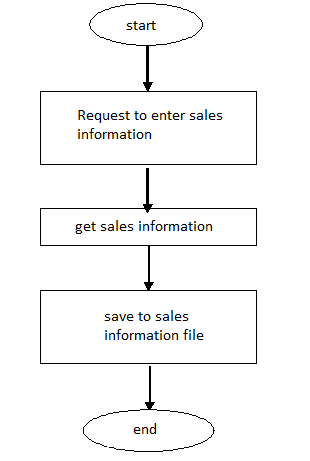 start
Request to enter sales
information
get sales information
save to sales
information file
end